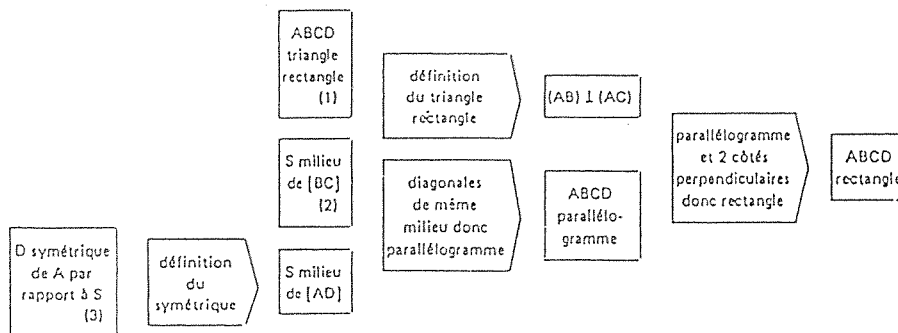 ABCD
triangle
rectangle
(1)
définition
du triangle
rectangle
(AB) ⊥ (AC)
S milieu
de [BC]
(2)
diagonales
de même
milieu donc
parallélogramme
ABCD
parallélo-
gramme
parallélogramme
et 2 côtés
perpendiculaires
donc rectangle
ABCD
rectangle
D symétrique
de A par
rapport à S
(3)
définition
du
symétrique
S milieu
de [AD]